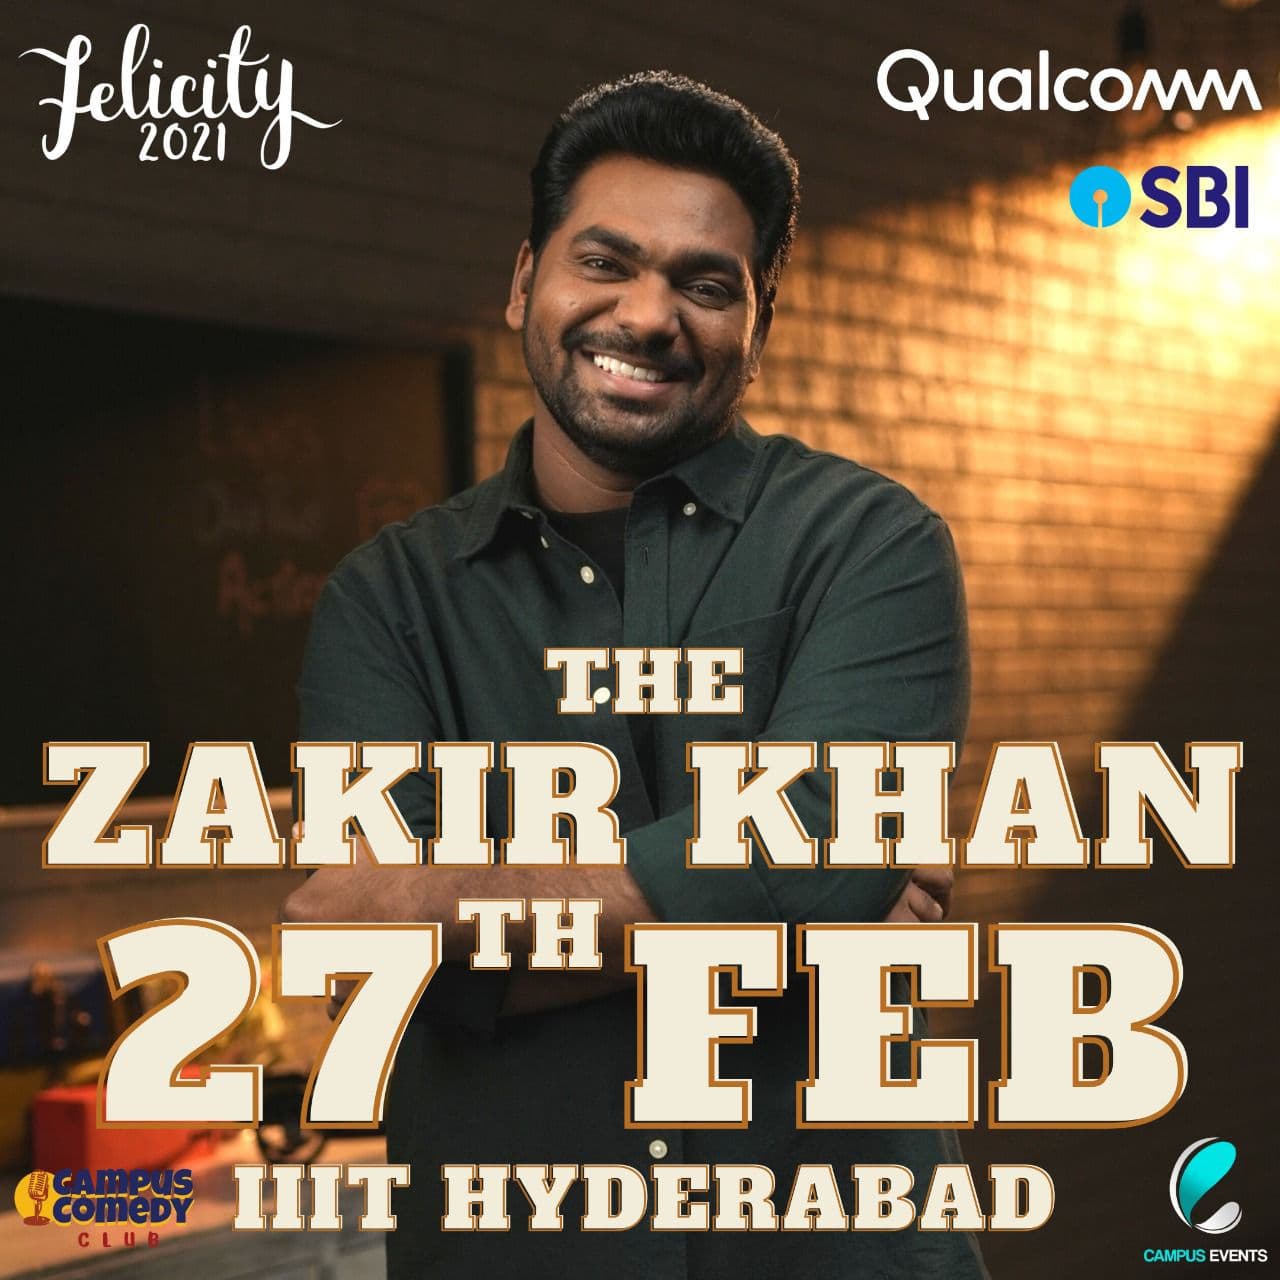 Felicity
2021
Qualcomm
SBI
THE
ZAKIR KHAN
27TH FEB
IIIT HYDERABAD
CAMPUS
COMEDY
CLUB
CAMPUS EVENTS